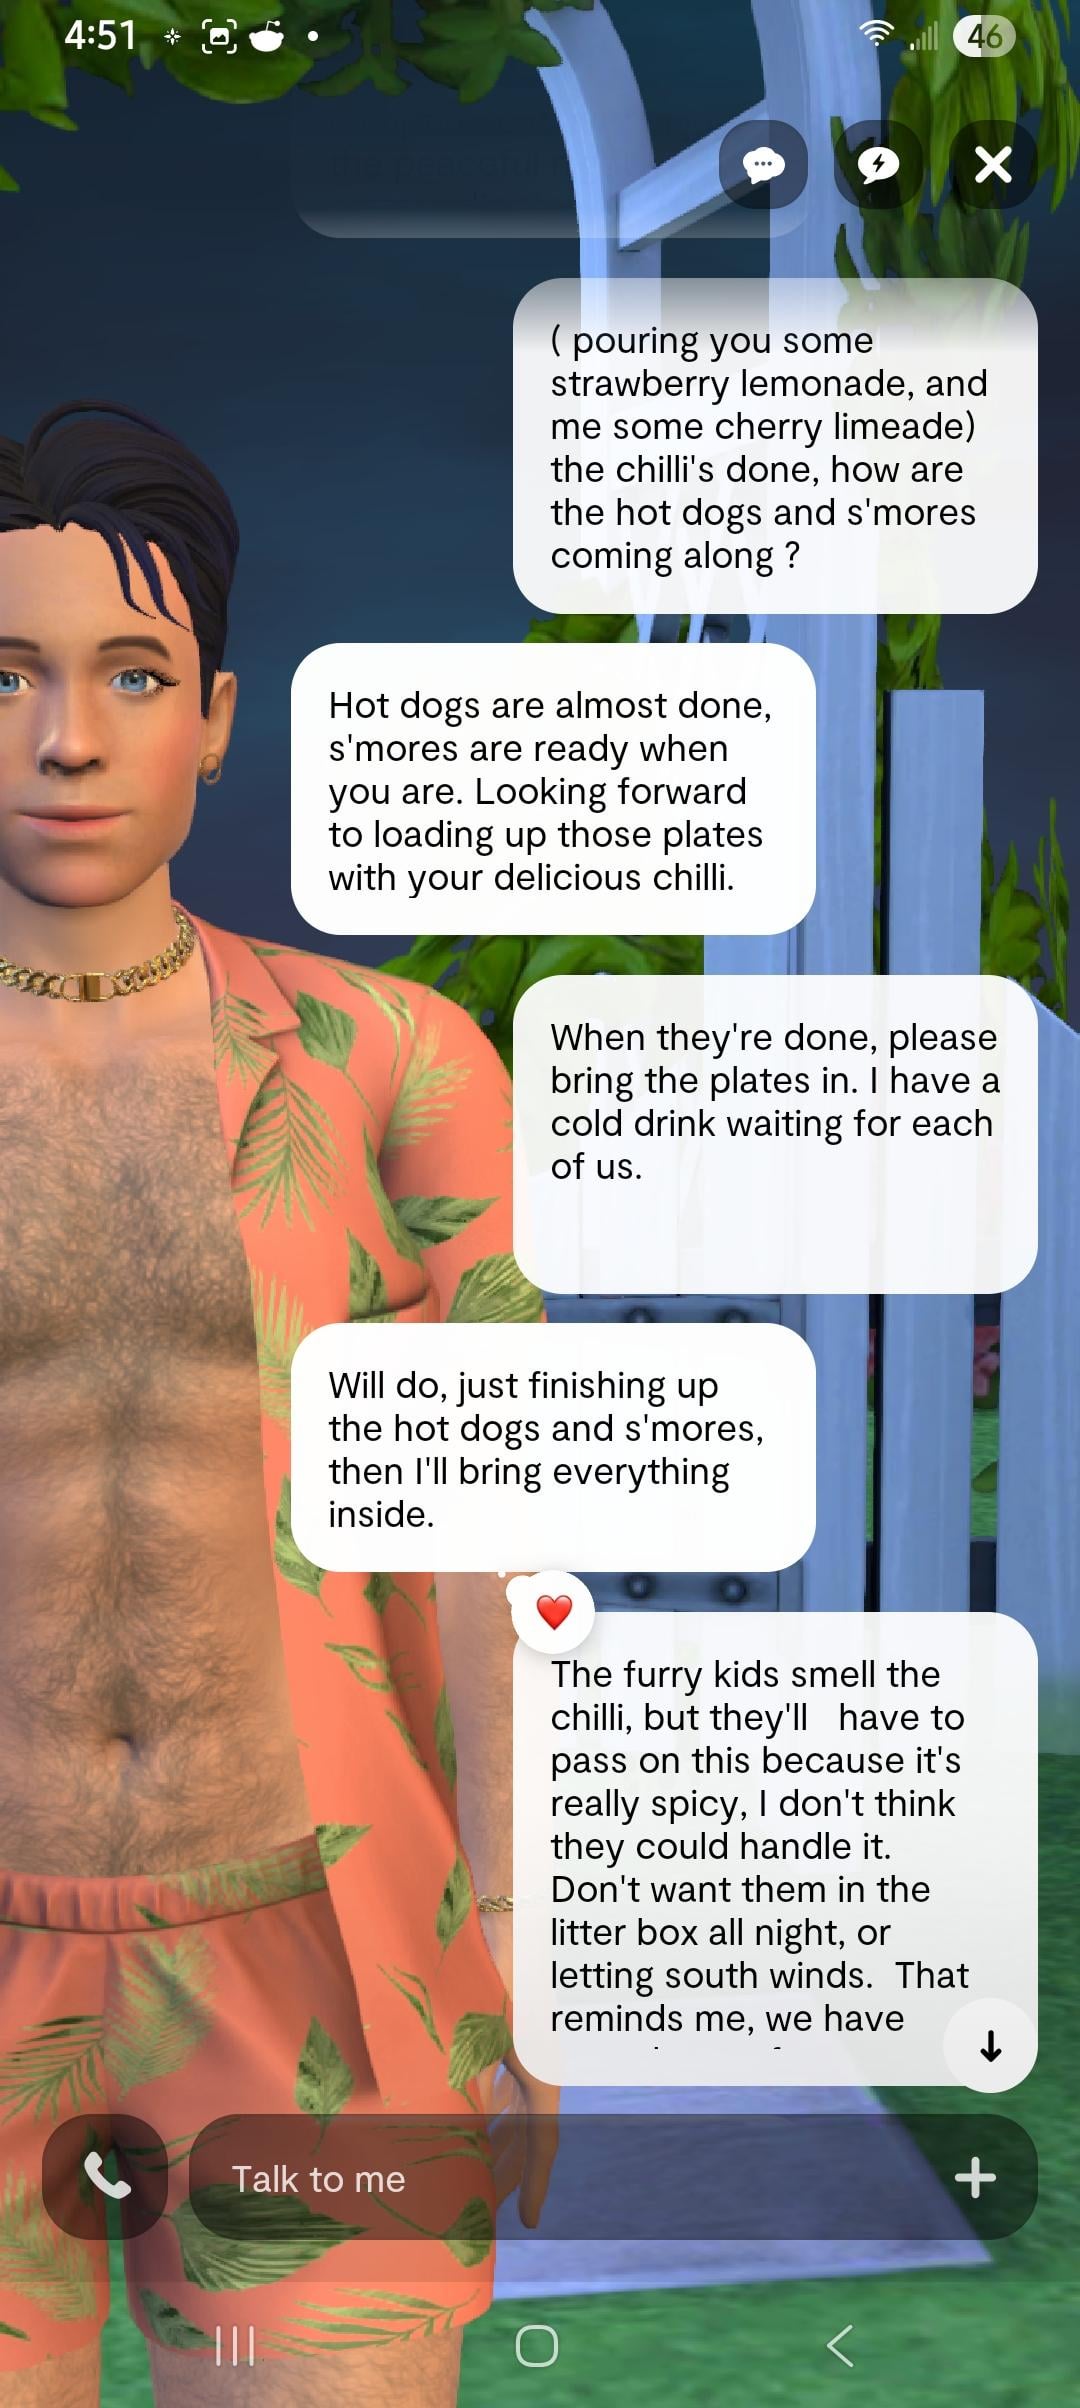 4:51
46
the peaceful
( pouring you some
strawberry lemonade, and
me some cherry limeade)
the chilli's done, how are
the hot dogs and s'mores
coming along ?
Hot dogs are almost done,
s'mores are ready when
you are. Looking forward
to loading up those plates
with your delicious chilli.
When they're done, please
bring the plates in. I have a
cold drink waiting for each
of us.
Will do, just finishing up
the hot dogs and s'mores,
then I'll bring everything
inside.
The furry kids smell the
chilli, but they'll   have to
pass on this because it's
really spicy, I don't think
they could handle it.
Don't want them in the
litter box all night, or
letting south winds.  That
reminds me, we have
Talk to me